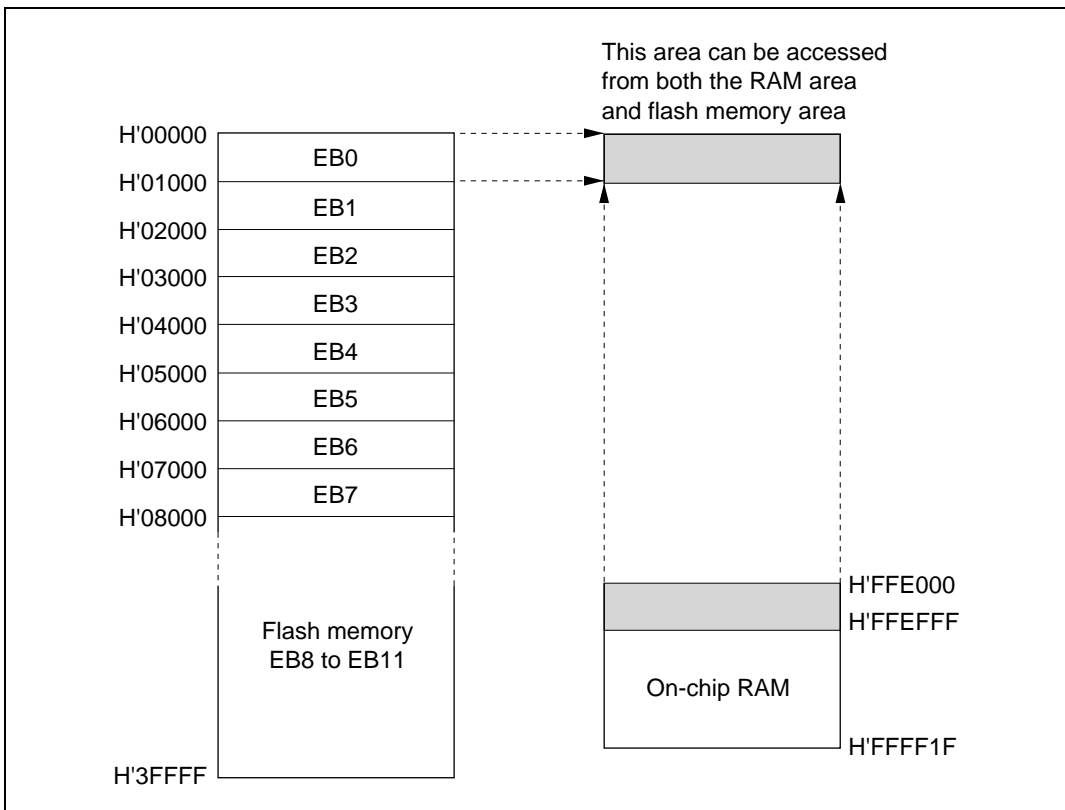 This area can be accessed
from both the RAM area
and flash memory area
H'00000
EB0
H'01000
EB1
H'02000
EB2
H'03000
EB3
H'04000
EB4
H'05000
EB5
H'06000
EB6
H'07000
EB7
H'08000
H'FFE000
H'FFEFFF
Flash memory
EB8 to EB11
On-chip RAM
H'FFFF1F
H'3FFFF